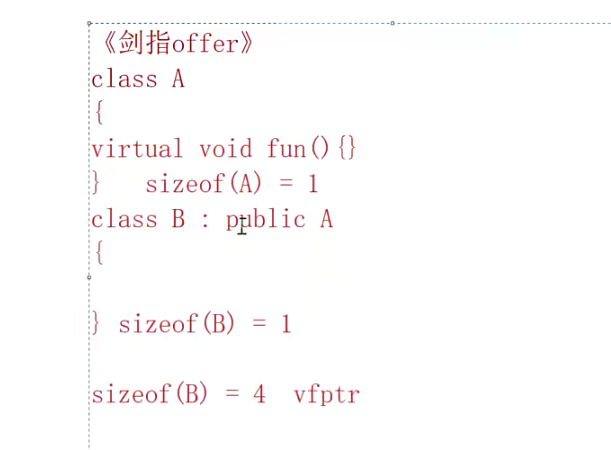 《剑指offer》
class A
{
virtual void fun(){}
}   sizeof(A) = 1
class B : public A
{
} sizeof(B) = 1
sizeof(B) = 4  vfptr